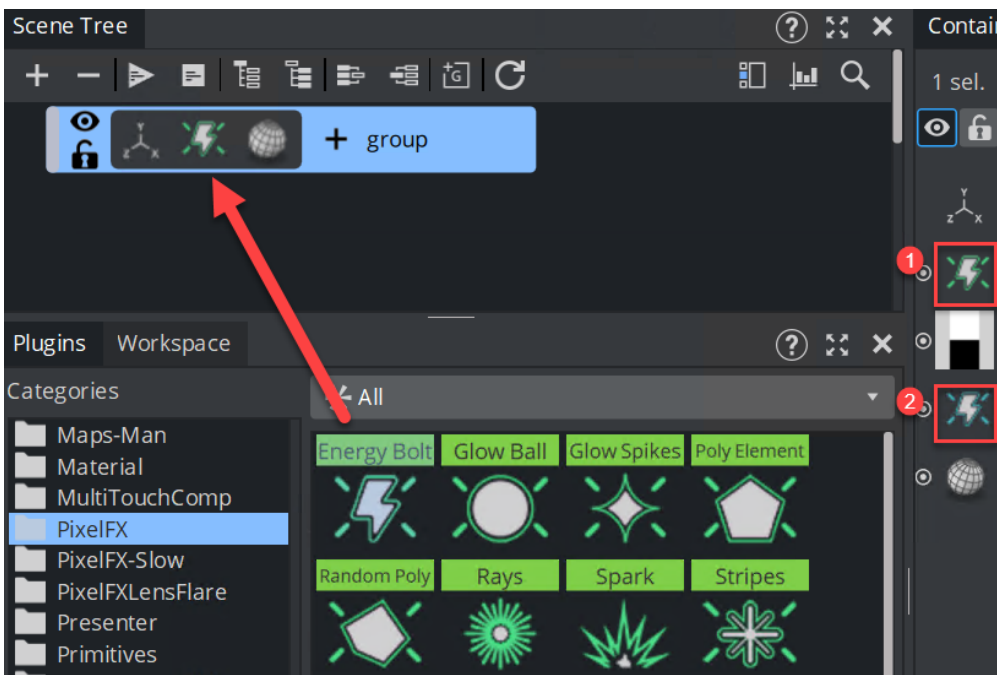 Scene Tree
Contain
1 sel.
group
1
2
Plugins Workspace
Categories
All
Maps-Man
Material
MultiTouchComp
PixelFX
PixelFX-Slow
PixelFXLensFlare
Presenter
Primitives
Energy Bolt Glow Ball Glow Spikes Poly Element
Random Poly Rays Spark Stripes